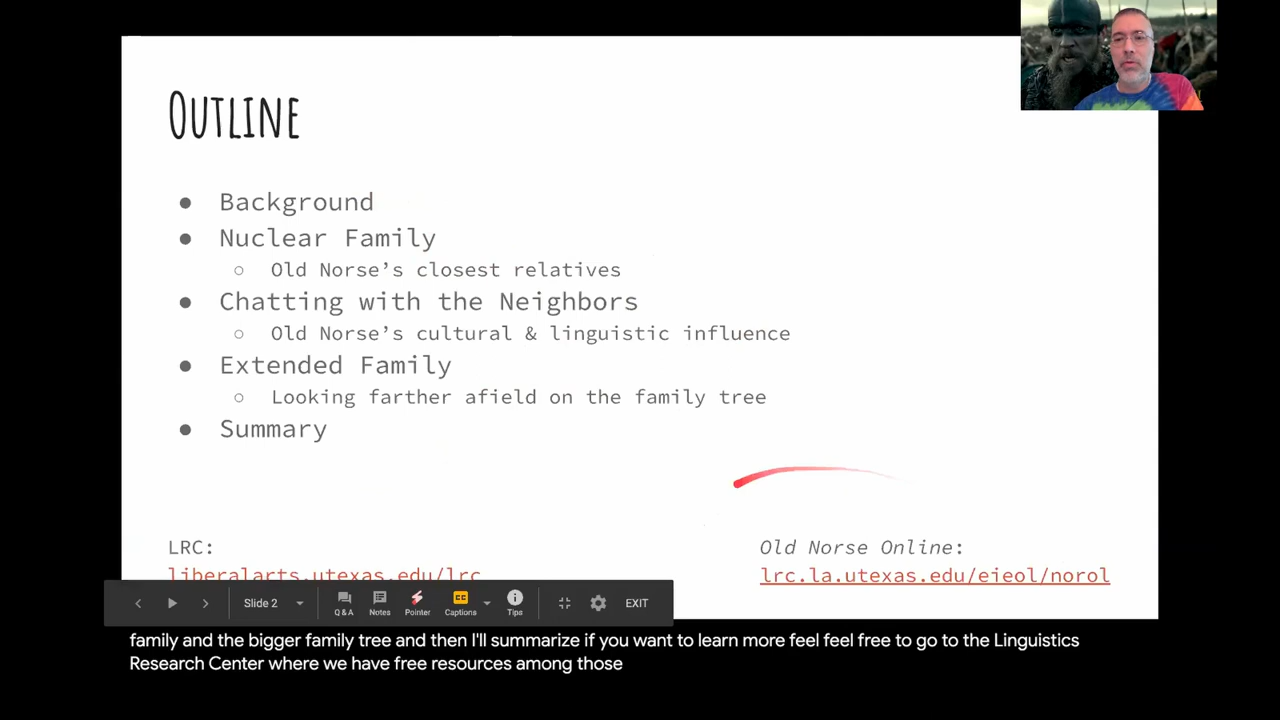 Outline
● Background
● Nuclear Family
○ Old Norse’s closest relatives
● Chatting with the Neighbors
○ Old Norse’s cultural & linguistic influence
● Extended Family
○ Looking farther afield on the family tree
● Summary
LRC:
liberalarts.utexas.edu/lrc
Old Norse Online:
lrc.la.utexas.edu/eieol/norol
Slide 2
Q & A
Notes
Pointer
CC
Captions
Tips
EXIT
family and the bigger family tree and then I'll summarize if you want to learn more feel feel free to go to the Linguistics
Research Center where we have free resources among those